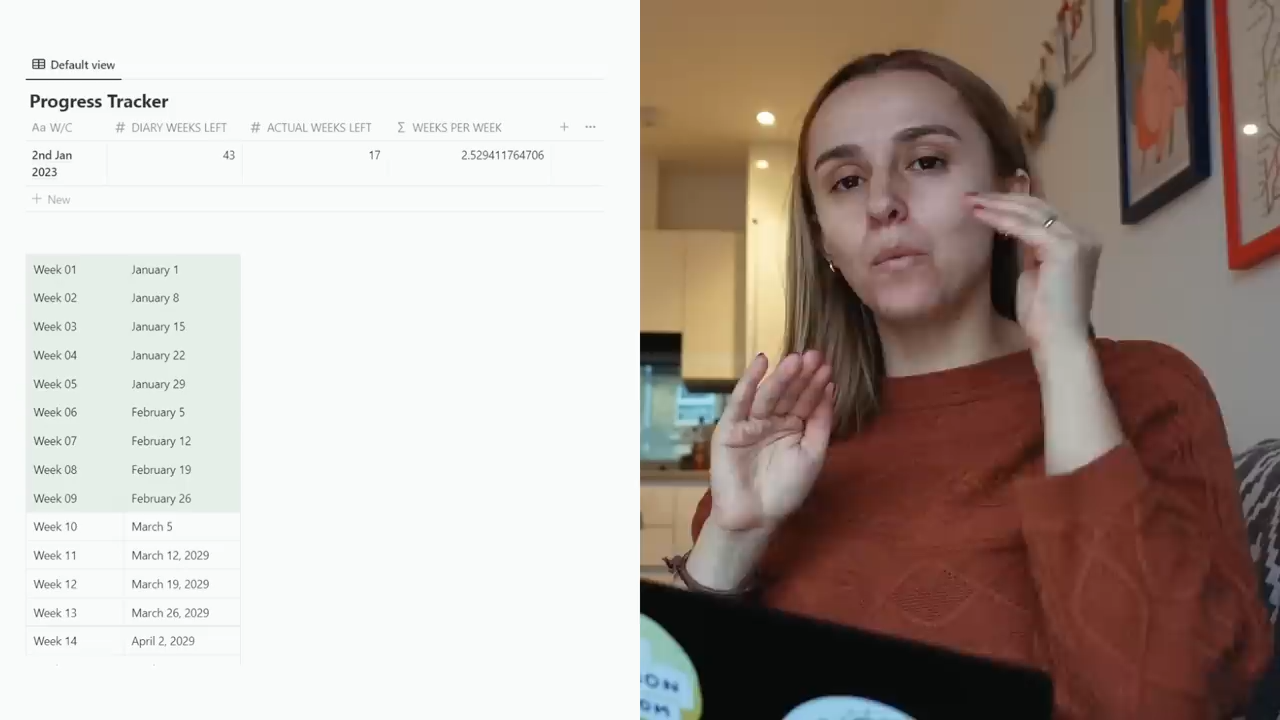 Default view
Progress Tracker
Aa W/C # DIARY WEEKS LEFT # ACTUAL WEEKS LEFT Σ WEEKS PER WEEK + ...
2nd Jan 2023 43 17 2.529411764706
+ New
Week 01 January 1
Week 02 January 8
Week 03 January 15
Week 04 January 22
Week 05 January 29
Week 06 February 5
Week 07 February 12
Week 08 February 19
Week 09 February 26
Week 10 March 5
Week 11 March 12, 2029
Week 12 March 19, 2029
Week 13 March 26, 2029
Week 14 April 2, 2029